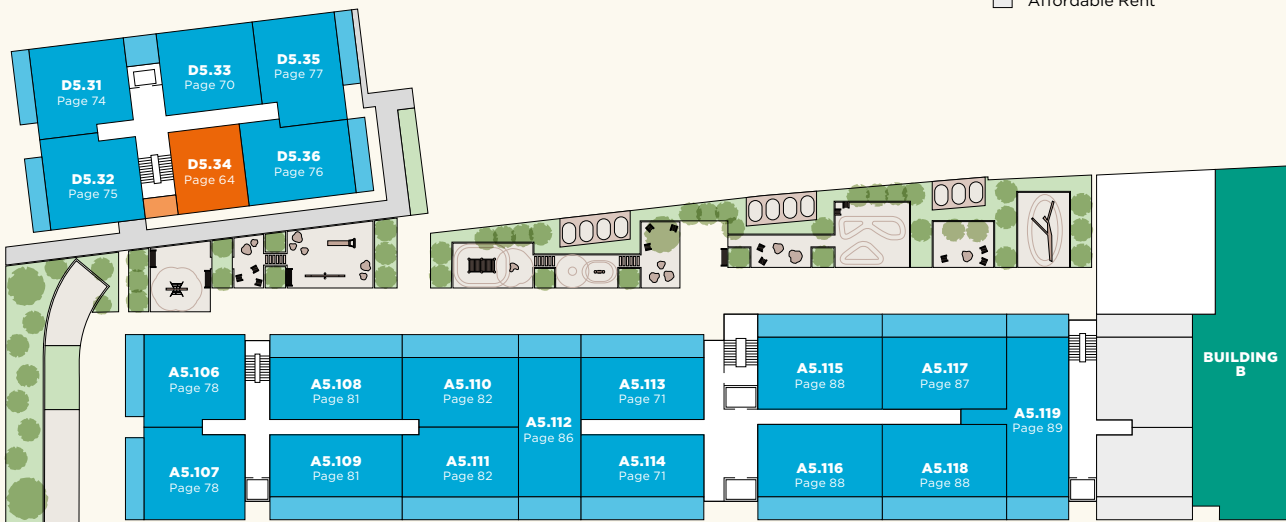 Affordable Rent
D5.31
Page 74
D5.33
Page 70
D5.35
Page 77
D5.32
Page 75
D5.34
Page 64
D5.36
Page 76
A5.106
Page 78
A5.108
Page 81
A5.110
Page 82
A5.112
Page 86
A5.113
Page 71
A5.115
Page 88
A5.117
Page 87
A5.119
Page 89
BUILDING
B
A5.107
Page 78
A5.109
Page 81
A5.111
Page 82
A5.114
Page 71
A5.116
Page 88
A5.118
Page 88